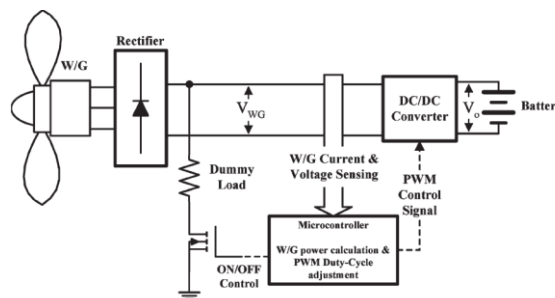 Rectifier
W/G
V_WG
DC/DC
Converter
V_o
Batter
Dummy
Load
W/G Current &
Voltage Sensing
PWM
Control
Signal
Microcontroller
W/G power calculation &
PWM Duty-Cycle
adjustment
ON/OFF
Control